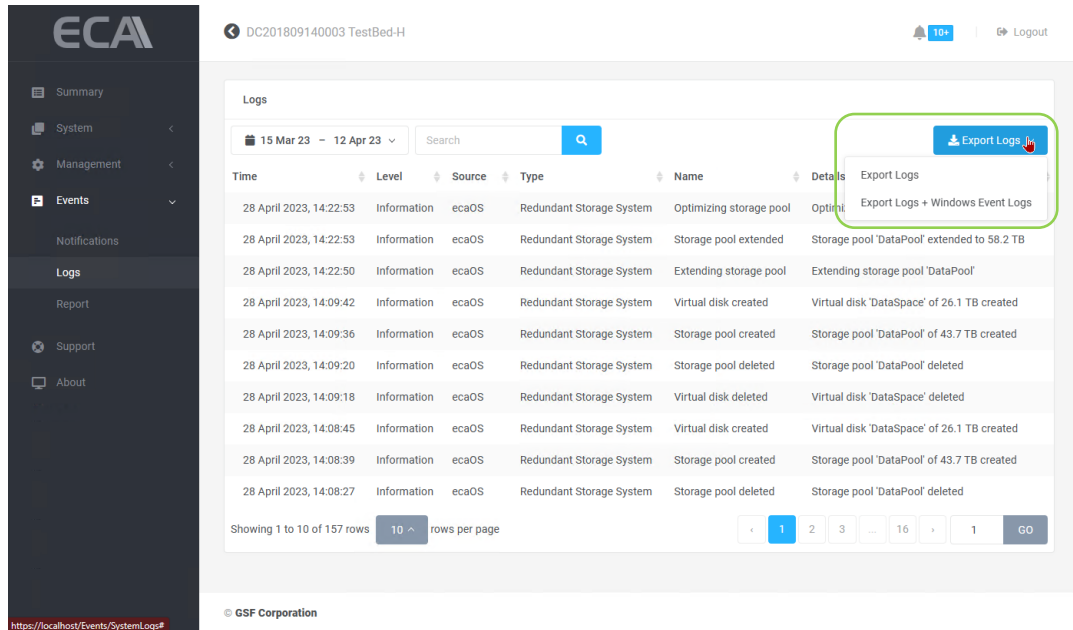 ECA
DC201809140003 TestBed-H
10+
Logout
Summary
System
Management
Events
Notifications
Logs
Report
Support
About
Logs
15 Mar 23 – 12 Apr 23
Search
Export Logs
Export Logs
Export Logs + Windows Event Logs
Time Level Source Type Name Details
28 April 2023, 14:22:53 Information ecaOS Redundant Storage System Optimizing storage pool
28 April 2023, 14:22:53 Information ecaOS Redundant Storage System Storage pool extended Storage pool 'DataPool' extended to 58.2 TB
28 April 2023, 14:22:50 Information ecaOS Redundant Storage System Extending storage pool Extending storage pool 'DataPool'
28 April 2023, 14:09:42 Information ecaOS Redundant Storage System Virtual disk created Virtual disk 'DataSpace' of 26.1 TB created
28 April 2023, 14:09:36 Information ecaOS Redundant Storage System Storage pool created Storage pool 'DataPool' of 43.7 TB created
28 April 2023, 14:09:20 Information ecaOS Redundant Storage System Storage pool deleted Storage pool 'DataPool' deleted
28 April 2023, 14:09:18 Information ecaOS Redundant Storage System Virtual disk deleted Virtual disk 'DataSpace' deleted
28 April 2023, 14:08:45 Information ecaOS Redundant Storage System Virtual disk created Virtual disk 'DataSpace' of 26.1 TB created
28 April 2023, 14:08:39 Information ecaOS Redundant Storage System Storage pool created Storage pool 'DataPool' of 43.7 TB created
28 April 2023, 14:08:27 Information ecaOS Redundant Storage System Storage pool deleted Storage pool 'DataPool' deleted
Showing 1 to 10 of 157 rows 10 rows per page
‹ 1 2 3 ... 16 › 1 GO
© GSF Corporation
https://localhost/Events/SystemLogs#